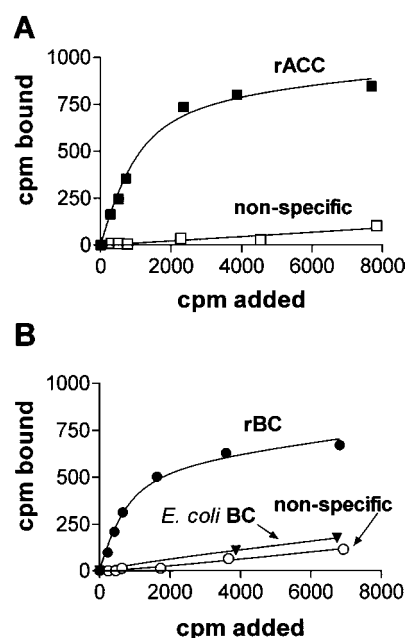 A
1000
rACC
750
500
cpm bound
250
non-specific
0
0 2000 4000 6000 8000
cpm added
B
1000
rBC
750
500
cpm bound
non-specific
E. coli BC
250
0
0 2000 4000 6000 8000
cpm added